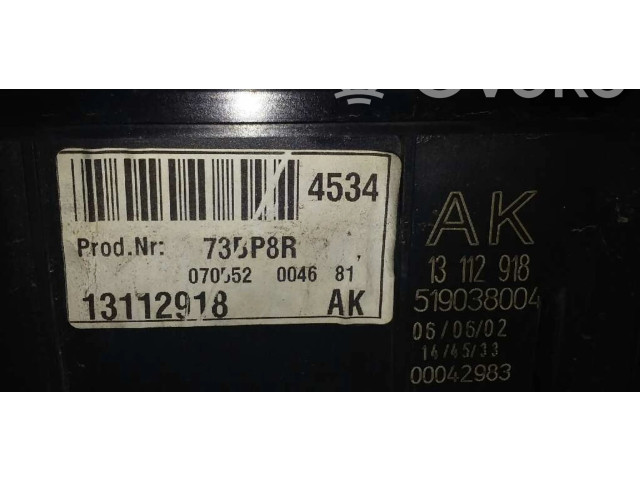 4534
Prod.Nr: 735P8R
070552 0046 81
13112918 AK
AK
13 112 918
519038004
06/06/02
14/45/33
00042983